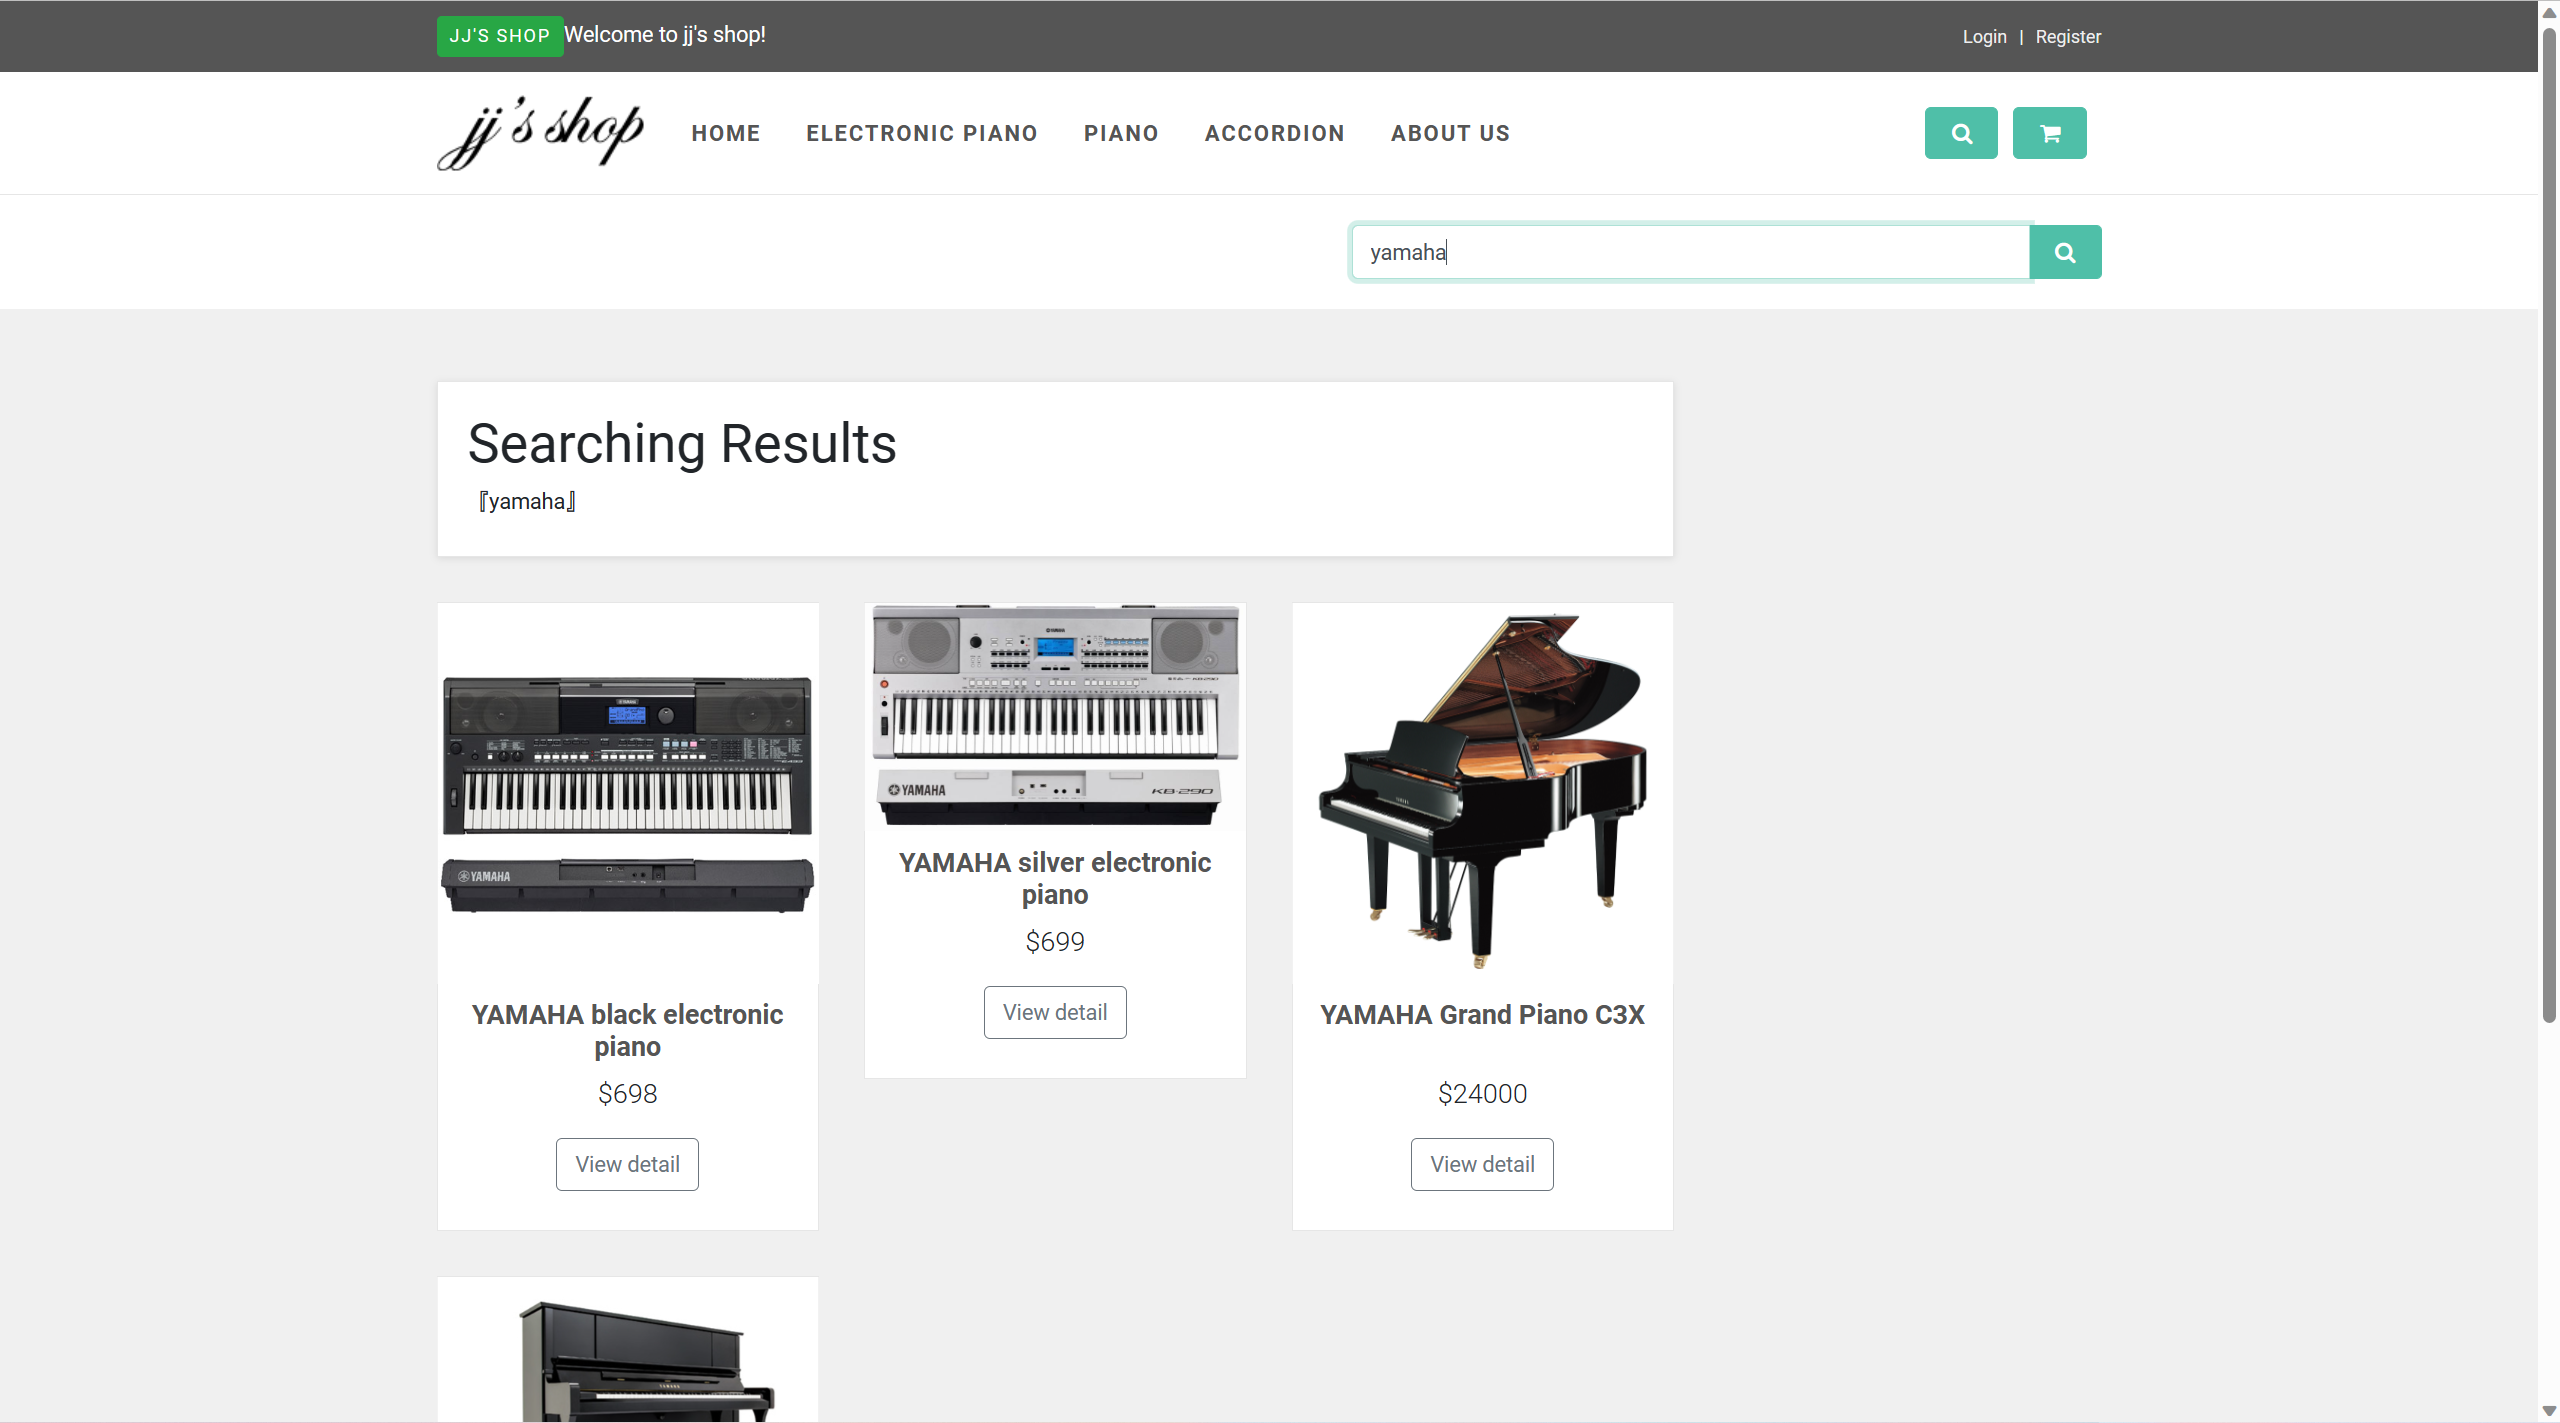 JJ'S SHOP Welcome to jj's shop!
Login | Register
jj's shop
HOME ELECTRONIC PIANO PIANO ACCORDION ABOUT US
yamaha
Searching Results
『yamaha』
YAMAHA
YAMAHA KB-290
YAMAHA silver electronic
piano
$699
View detail
YAMAHA black electronic
piano
$698
View detail
YAMAHA Grand Piano C3X
$24000
View detail
YAMAHA